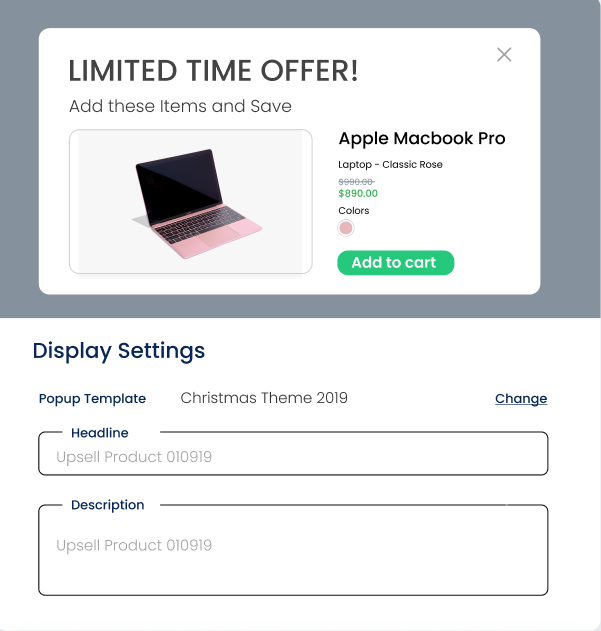 LIMITED TIME OFFER!
Add these Items and Save
Apple Macbook Pro
Laptop - Classic Rose
$990.00
$890.00
Colors
Add to cart
Display Settings
Popup Template Christmas Theme 2019 Change
Headline
Upsell Product 010919
Description
Upsell Product 010919